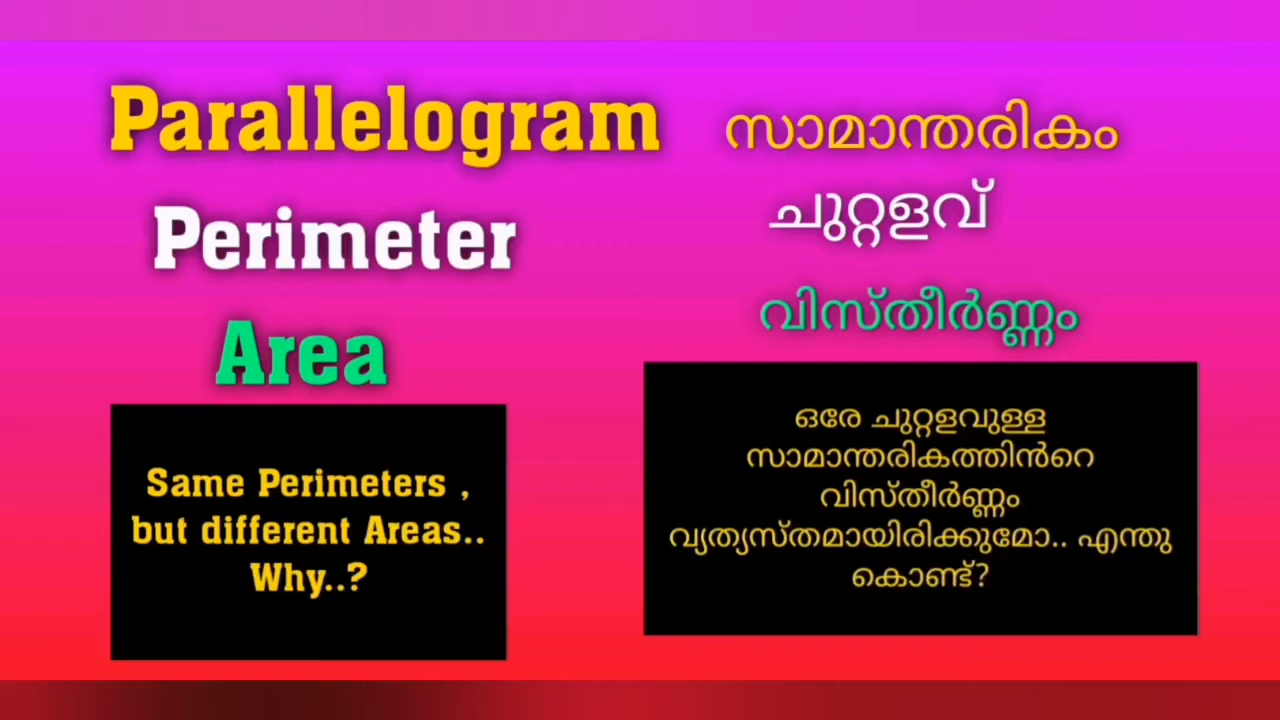 Parallelogram
Perimeter
Area
Same Perimeters ,
but different Areas..
Why..?
സാമാന്തരികം
ചുറ്റളവ്
വിസ്തീർണ്ണം
ഒരേ ചുറ്റളവുള്ള
സാമാന്തരികത്തിൻറെ
വിസ്തീർണ്ണം
വ്യത്യസ്തമായിരിക്കുമോ.. എന്തു
കൊണ്ട്?